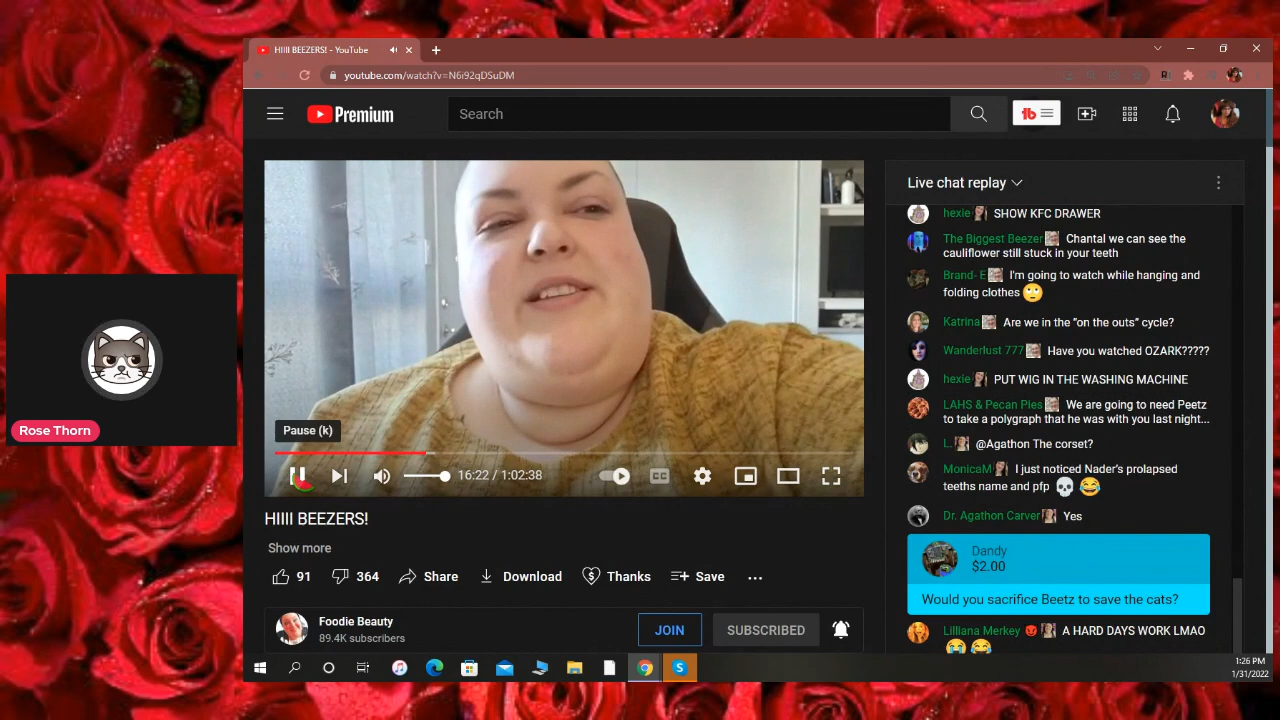 HIIII BEEZERS! - YouTube
youtube.com/watch?v=N6i92qDSuDM
Premium
Search
tb
Live chat replay
hexie SHOW KFC DRAWER
The Biggest Beezer Chantal we can see the
cauliflower still stuck in your teeth
Brand- E I'm going to watch while hanging and
folding clothes
Katrina Are we in the "on the outs" cycle?
Wanderlust 777 Have you watched OZARK?????
hexie PUT WIG IN THE WASHING MACHINE
LAHS & Pecan Pies We are going to need Peetz
to take a polygraph that he was with you last night...
L. @Agathon The corset?
MonicaM I just noticed Nader's prolapsed
teeths name and pfp
Dr. Agathon Carver Yes
Dandy
$2.00
Would you sacrifice Beetz to save the cats?
Lilliana Merkey A HARD DAYS WORK LMAO
Rose Thorn
Pause (k)
16:22 / 1:02:38
CC
HIIII BEEZERS!
Show more
91 364 Share Download Thanks Save ...
Foodie Beauty
89.4K subscribers
JOIN
SUBSCRIBED
1:26 PM
1/31/2022